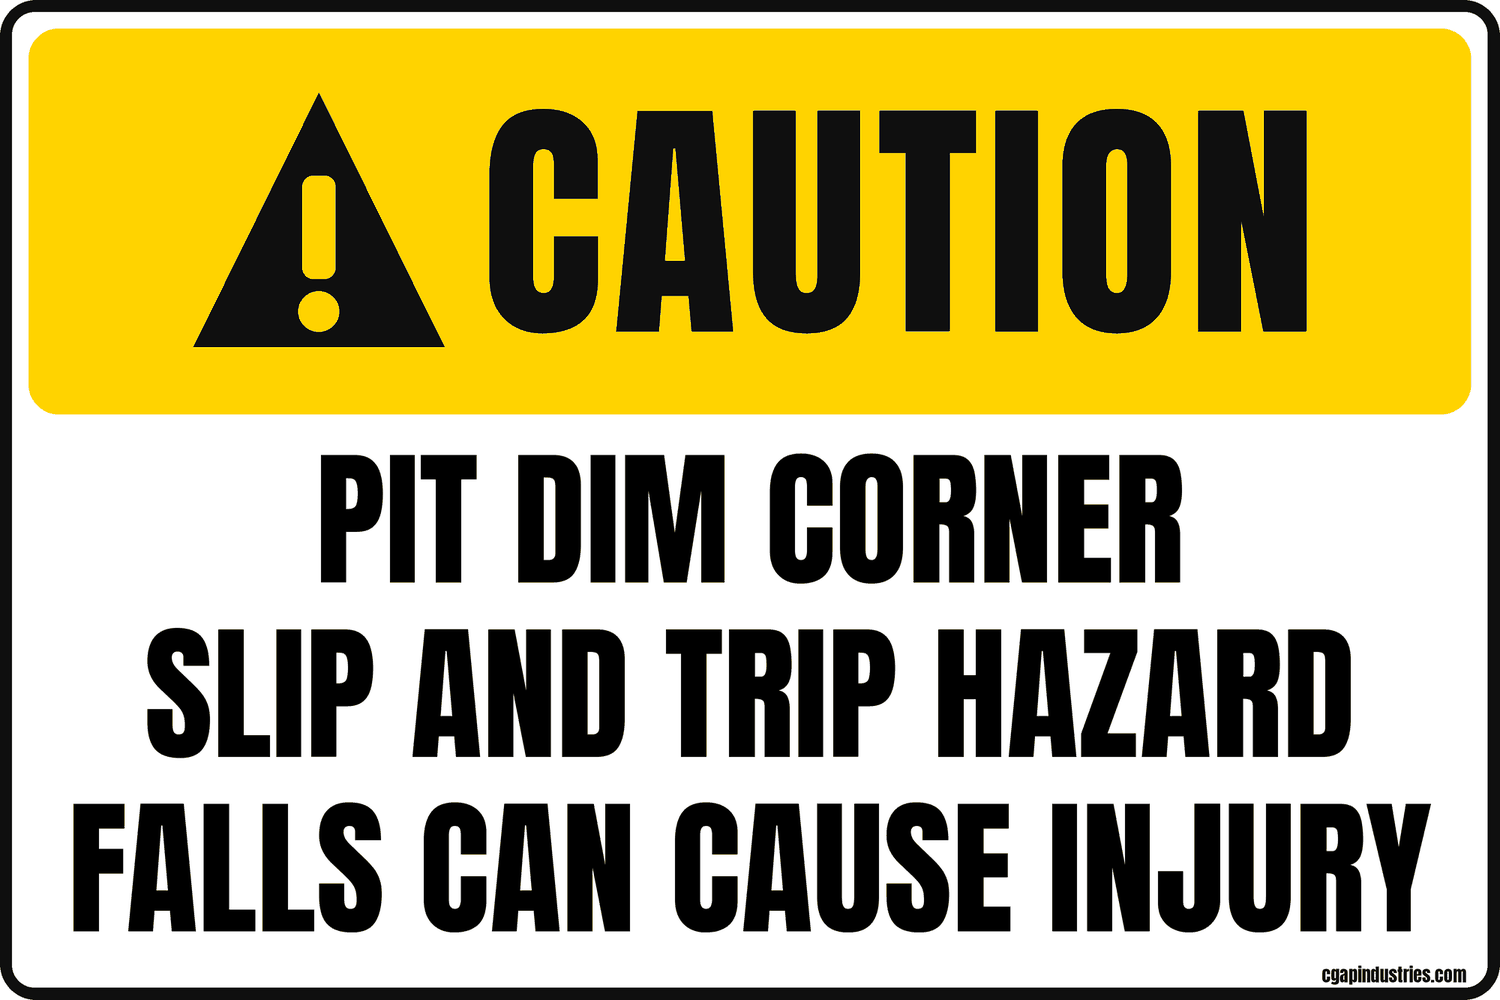 CAUTION
PIT DIM CORNER
SLIP AND TRIP HAZARD
FALLS CAN CAUSE INJURY
cgapindustries.com